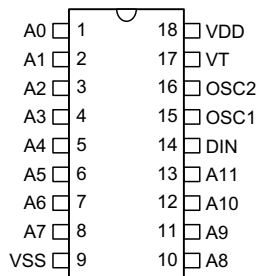 A0 1 18 VDD
A1 2 17 VT
A2 3 16 OSC2
A3 4 15 OSC1
A4 5 14 DIN
A5 6 13 A11
A6 7 12 A10
A7 8 11 A9
VSS 9 10 A8